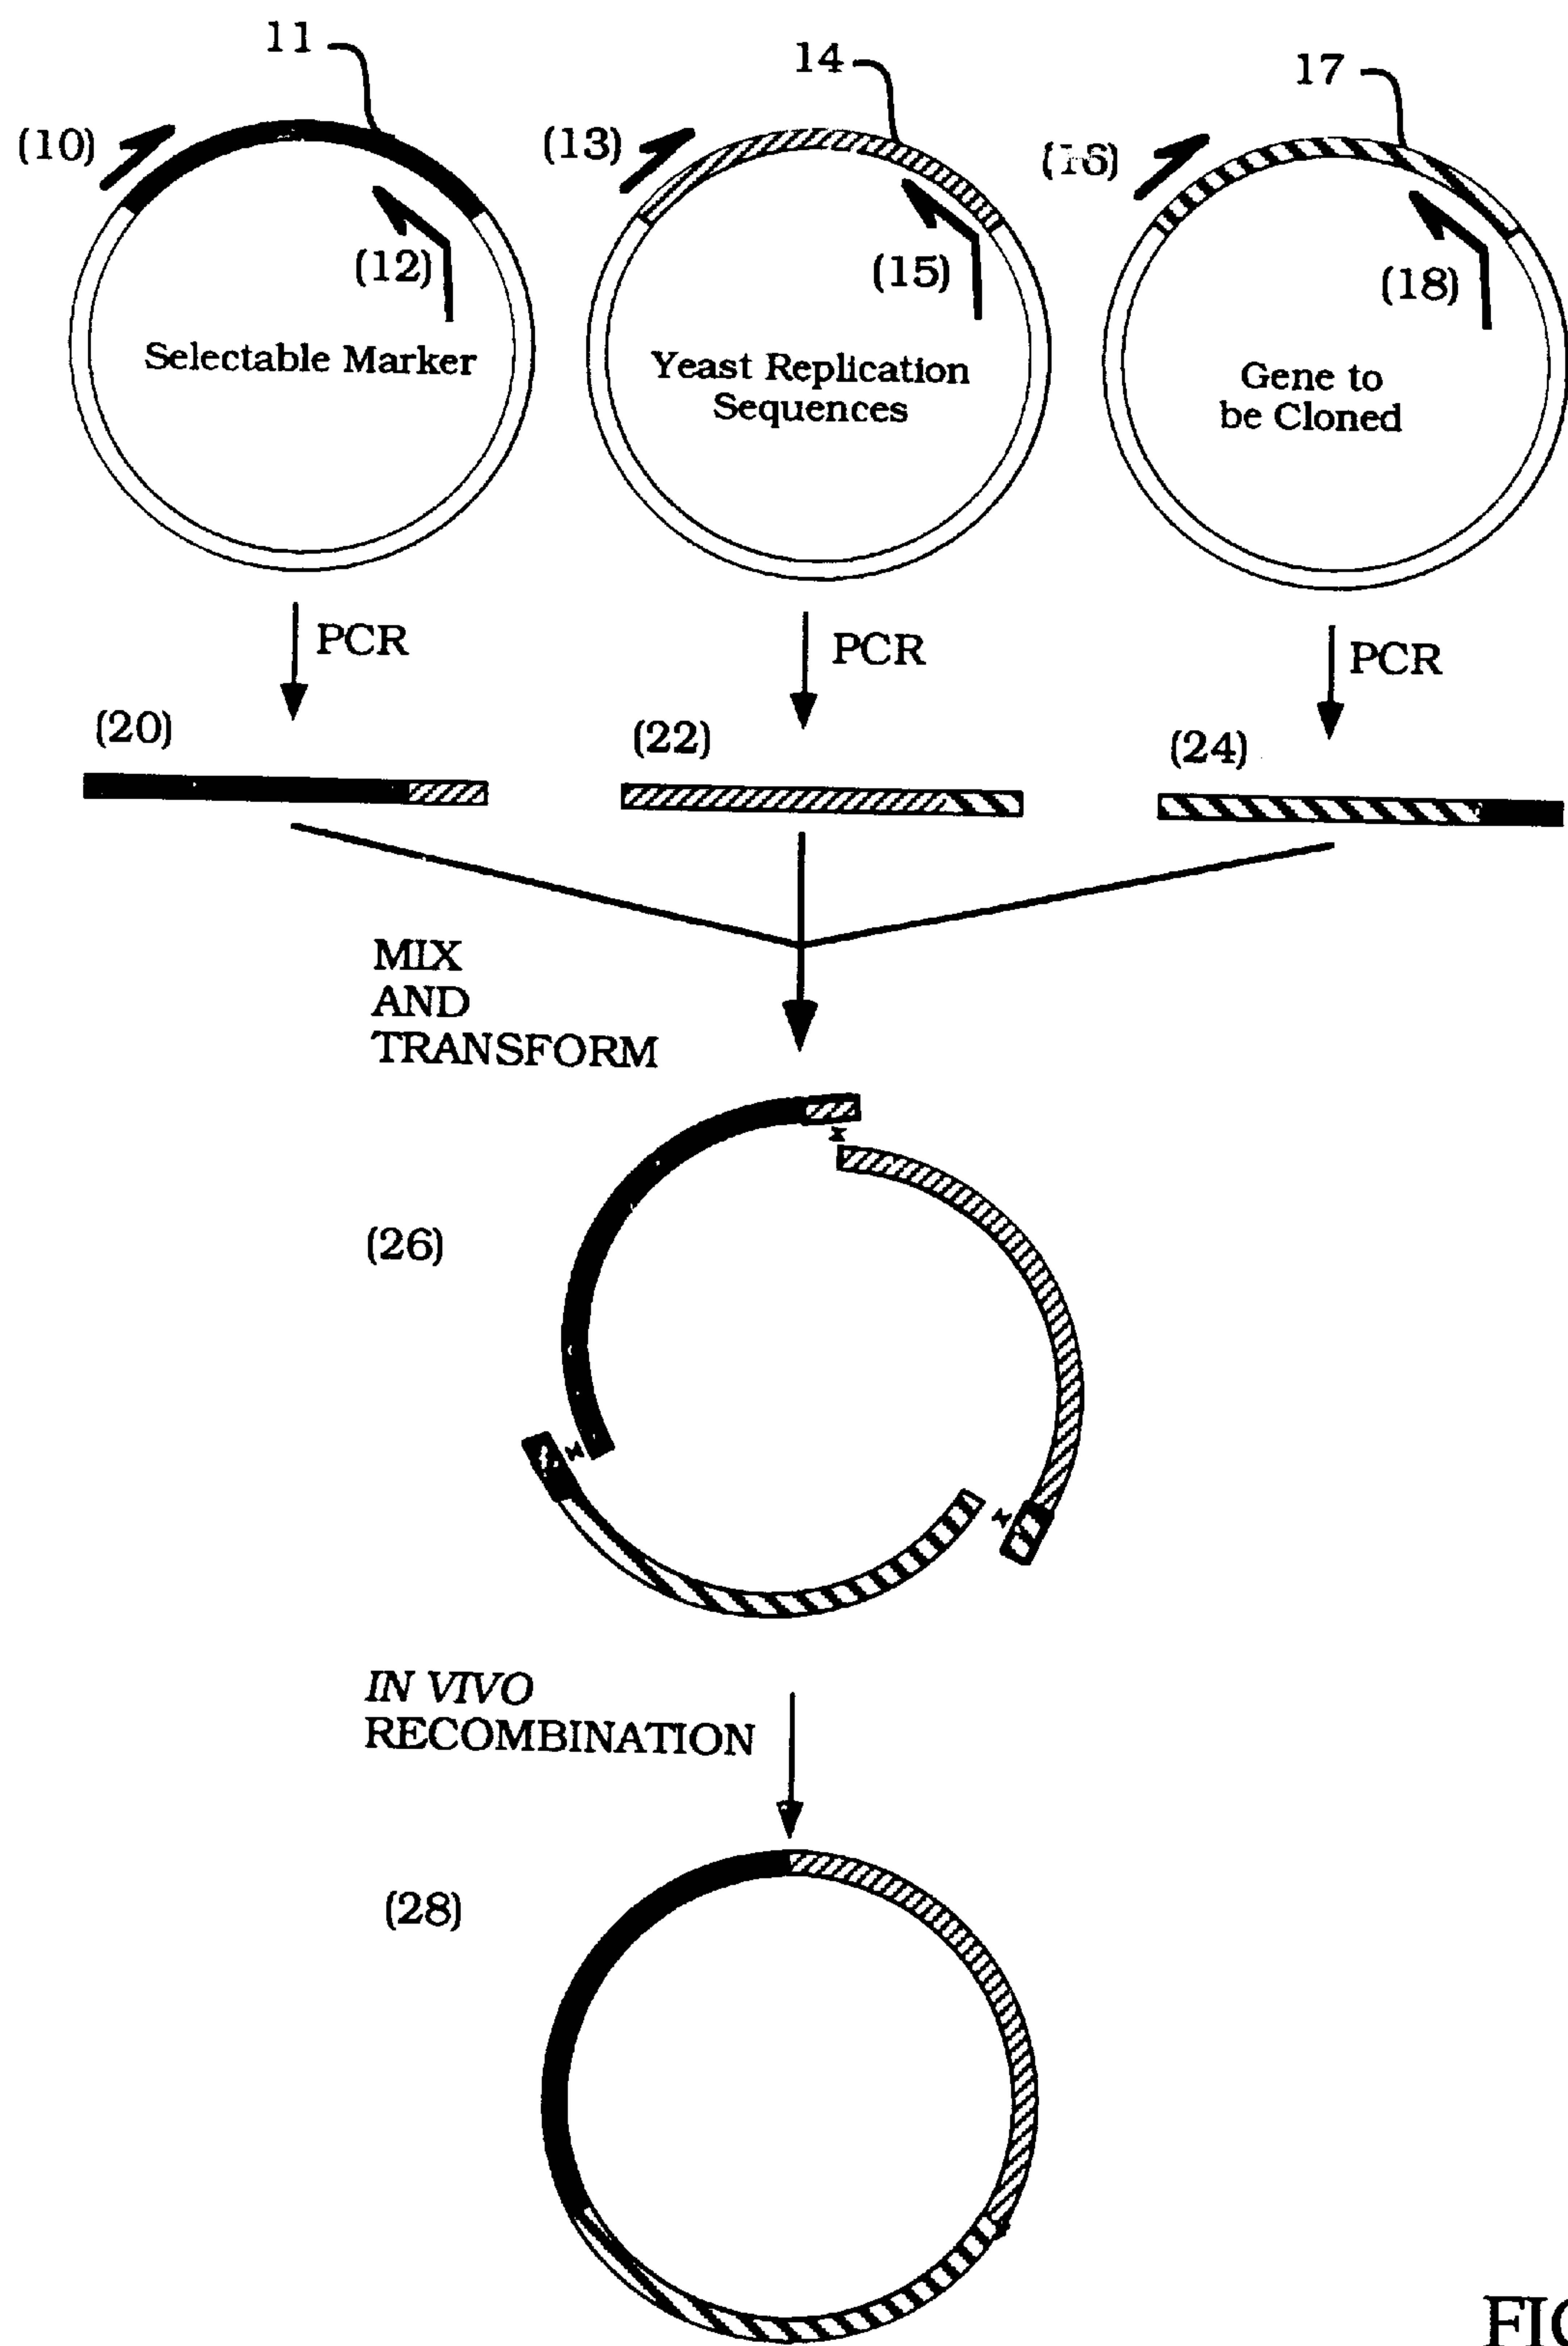 11
14
17
(10)
(13)
(16)
(12)
(15)
(18)
Selectable Marker
Yeast Replication
Sequences
Gene to
be Cloned
PCR
PCR
PCR
(20)
(22)
(24)
MIX
AND
TRANSFORM
(26)
IN VIVO
RECOMBINATION
(28)